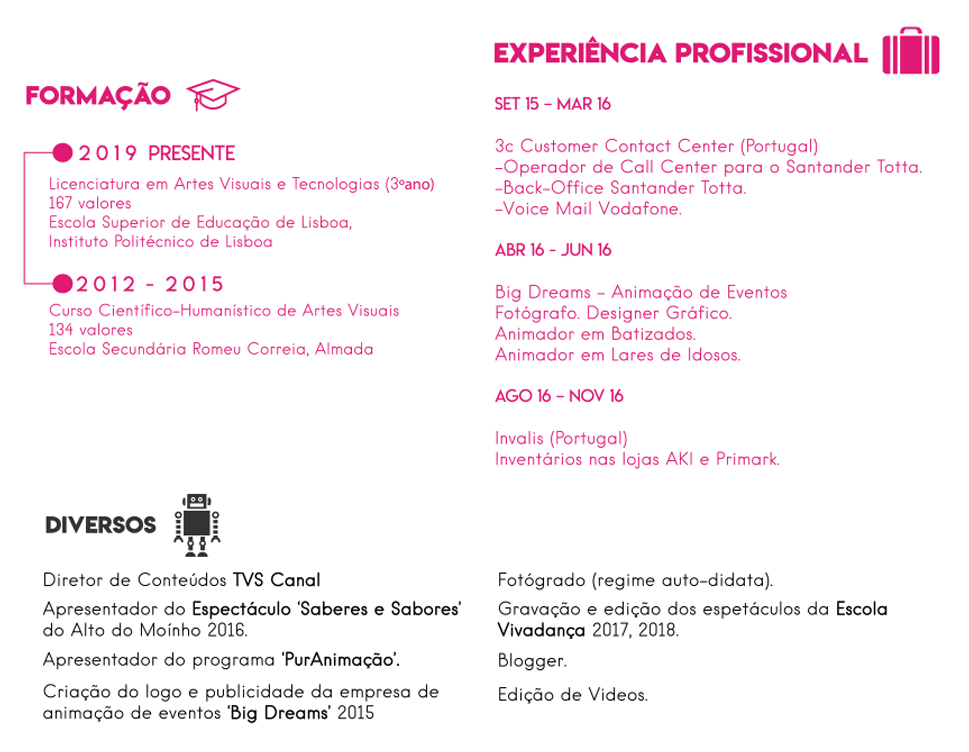 FORMAÇÃO
2019 PRESENTE
Licenciatura em Artes Visuais e Tecnologias (3ºano)
167 valores
Escola Superior de Educação de Lisboa,
Instituto Politécnico de Lisboa
2012 - 2015
Curso Científico-Humanístico de Artes Visuais
134 valores
Escola Secundária Romeu Correia, Almada
EXPERIÊNCIA PROFISSIONAL
SET 15 - MAR 16
3c Customer Contact Center (Portugal)
-Operador de Call Center para o Santander Totta.
-Back-Office Santander Totta.
-Voice Mail Vodafone.
ABR 16 - JUN 16
Big Dreams - Animação de Eventos
Fotógrafo. Designer Gráfico.
Animador em Batizados.
Animador em Lares de Idosos.
AGO 16 - NOV 16
Invalis (Portugal)
Inventários nas lojas AKI e Primark.
DIVERSOS
Diretor de Conteúdos TVS Canal
Apresentador do Espectáculo 'Saberes e Sabores'
do Alto do Moínho 2016.
Apresentador do programa 'PurAnimação'.
Criação do logo e publicidade da empresa de
animação de eventos 'Big Dreams' 2015
Fotógrado (regime auto-didata).
Gravação e edição dos espetáculos da Escola
Vivadança 2017, 2018.
Blogger.
Edição de Videos.